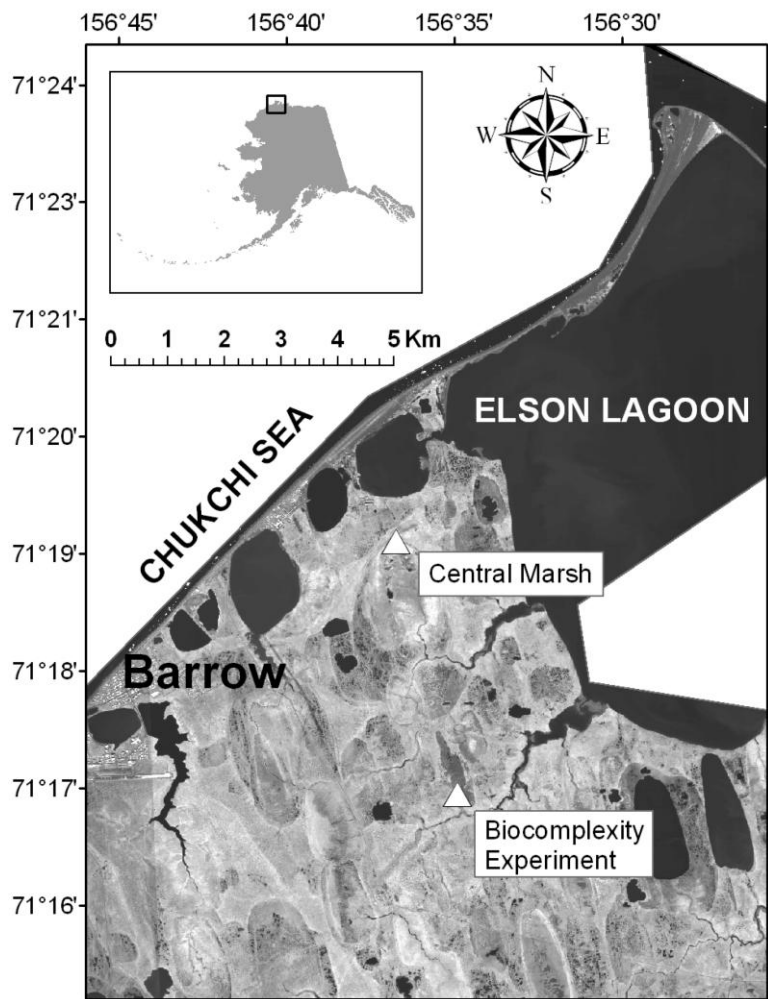 156°45' 156°40' 156°35' 156°30'
71°24'
71°23'
71°22'
71°21'
71°20'
71°19'
71°18'
71°17'
71°16'
N
W E
S
0 1 2 3 4 5 Km
CHUKCHI SEA
ELSON LAGOON
Central Marsh
Barrow
Biocomplexity
Experiment